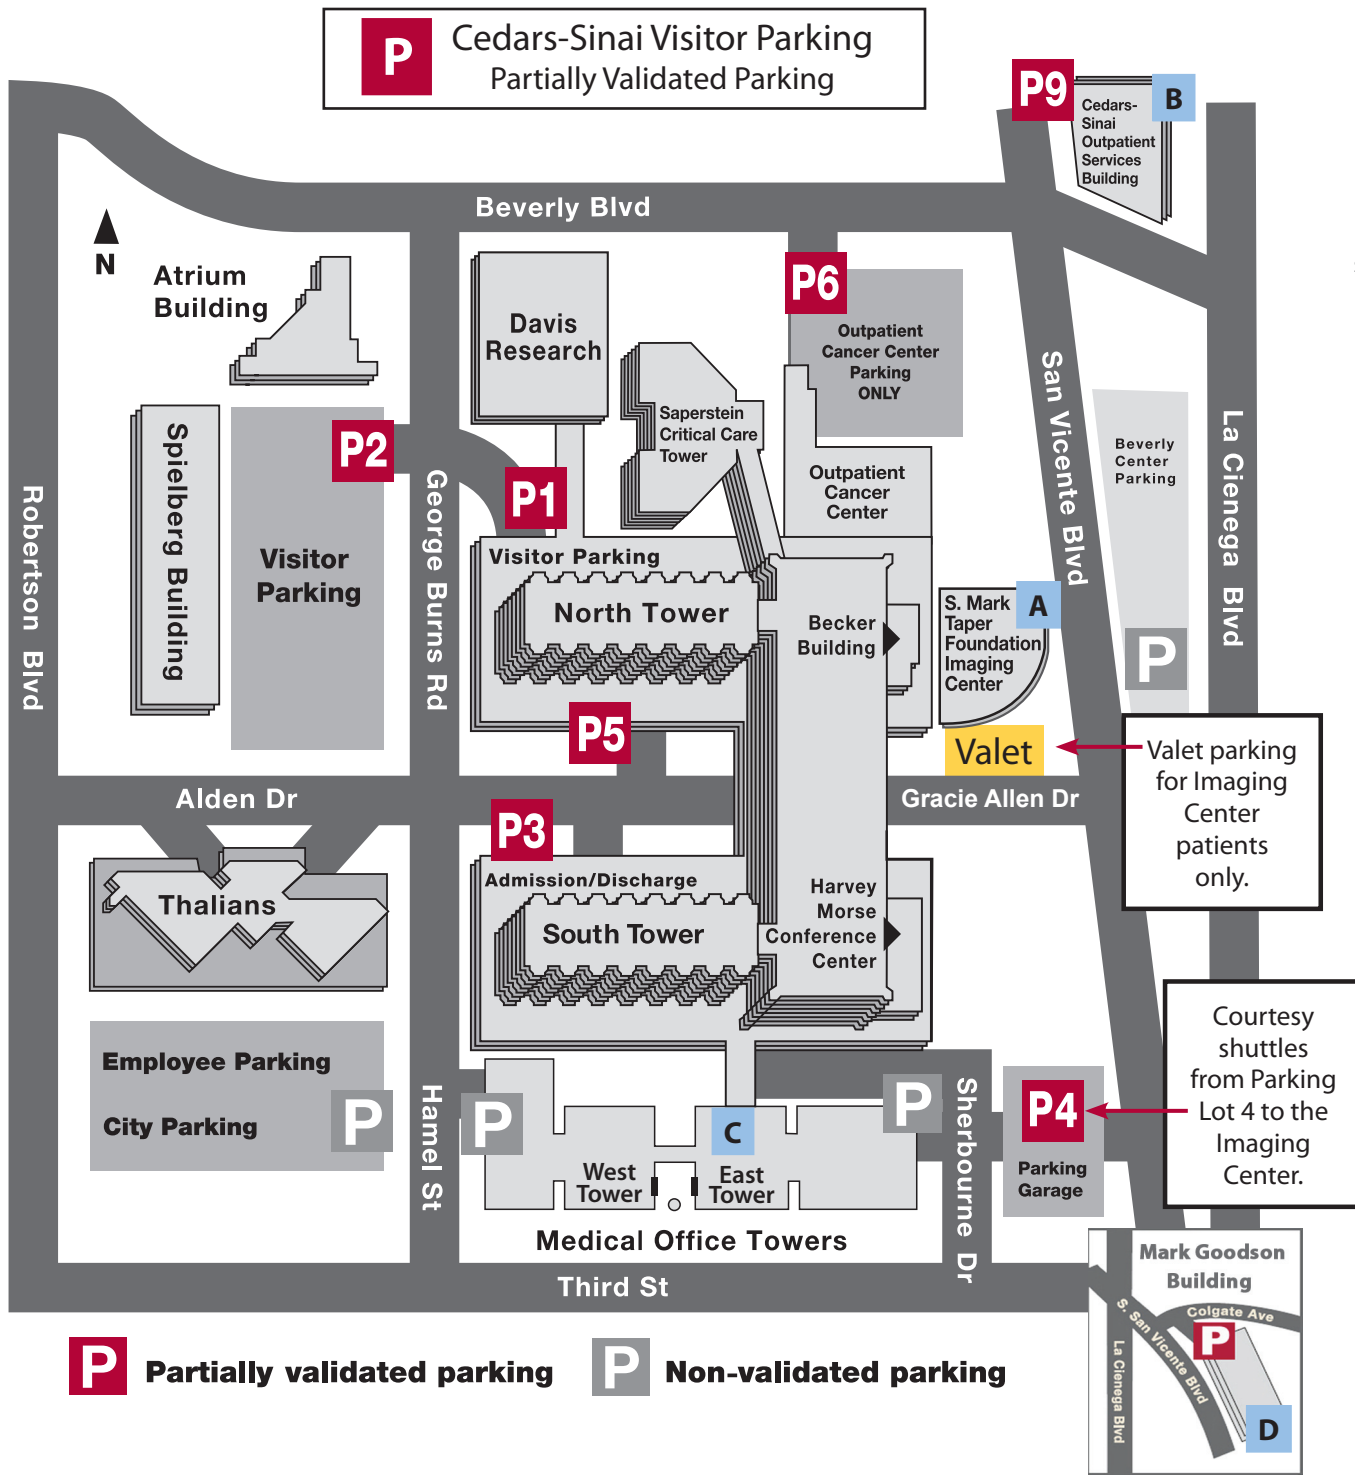 P
Cedars-Sinai Visitor Parking
Partially Validated Parking
P9
B
Cedars-
Sinai
Outpatient
Services
Building
Beverly Blvd
N
Atrium
Building
Davis
Research
P6
Outpatient
Cancer Center
Parking
ONLY
Saperstein
Critical Care
Tower
San Vicente Blvd
La Cienega Blvd
Beverly
Center
Parking
P
P2
P1
Spielberg Building
Robertson Blvd
George Burns Rd
Visitor
Parking
Outpatient
Cancer
Center
Visitor Parking
North Tower
Becker
Building
A
S. Mark
Taper
Foundation
Imaging
Center
P5
Valet
Valet parking
for Imaging
Center
patients
only.
Alden Dr
Gracie Allen Dr
P3
Admission/Discharge
Thalians
South Tower
Harvey
Morse
Conference
Center
Employee Parking
City Parking
P
Hamel St
P
C
P
Sherbourne Dr
P4
Parking
Garage
Courtesy
shuttles
from Parking
Lot 4 to the
Imaging
Center.
West
Tower
East
Tower
Medical Office Towers
Third St
Mark Goodson
Building
Colgate Ave
S. San Vicente Blvd
La Cienega Blvd
P
D
P
Partially validated parking
P
Non-validated parking